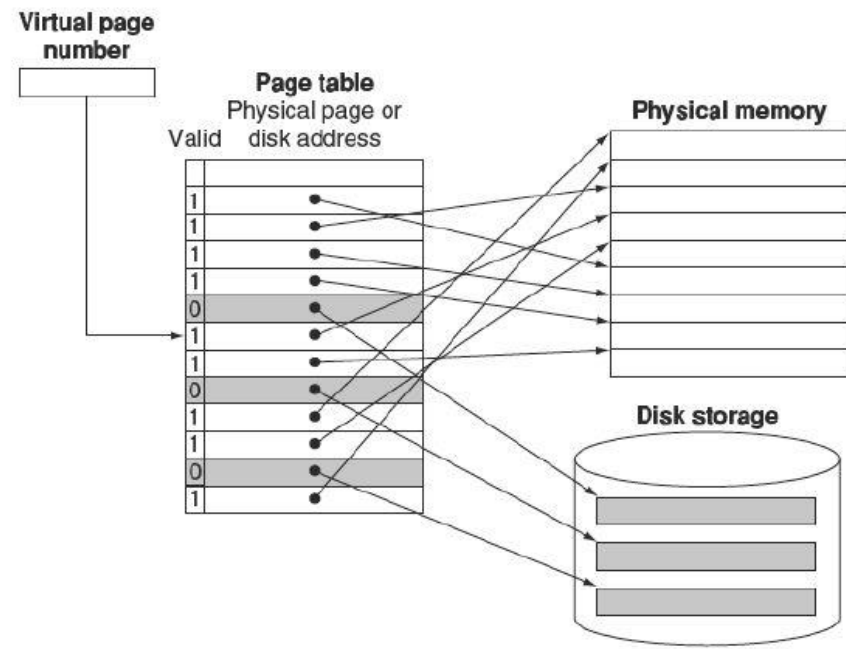 Virtual page
number
Page table
Physical page or
Valid disk address
Physical memory
1
1
1
1
0
1
1
0
1
1
0
1
Disk storage